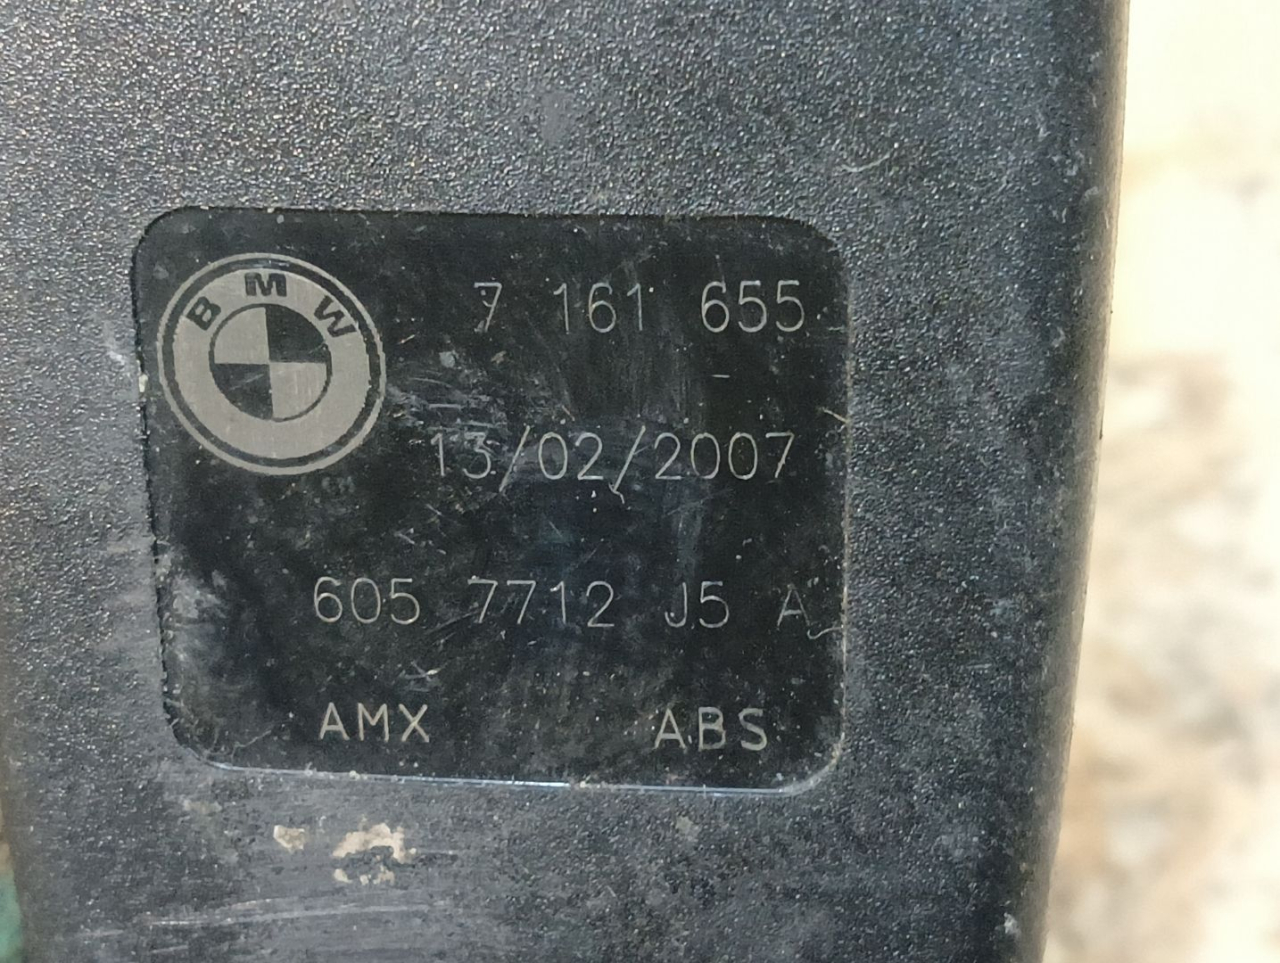 BMW
7 161 655
13/02/2007
605 7712 J5 A
AMX ABS